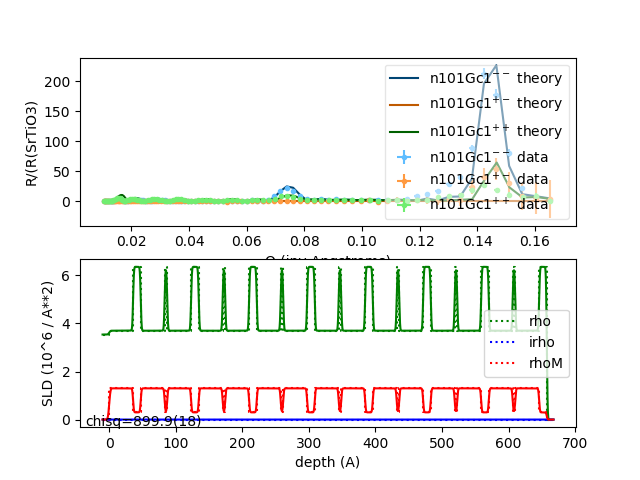 R/(R(SrTiO3)
200
150
100
50
0
n101Gc1⁻⁻ theory
n101Gc1⁺⁻ theory
n101Gc1⁺⁺ theory
n101Gc1⁻⁻ data
n101Gc1⁺⁻ data
n101Gc1⁺⁺ data
0.02 0.04 0.06 0.08 0.10 0.12 0.14 0.16
Q (inv Angstroms)
SLD (10^6 / A**2)
6
4
2
0
rho
irho
rhoM
chisq=899.9(18)
0 100 200 300 400 500 600 700
depth (A)